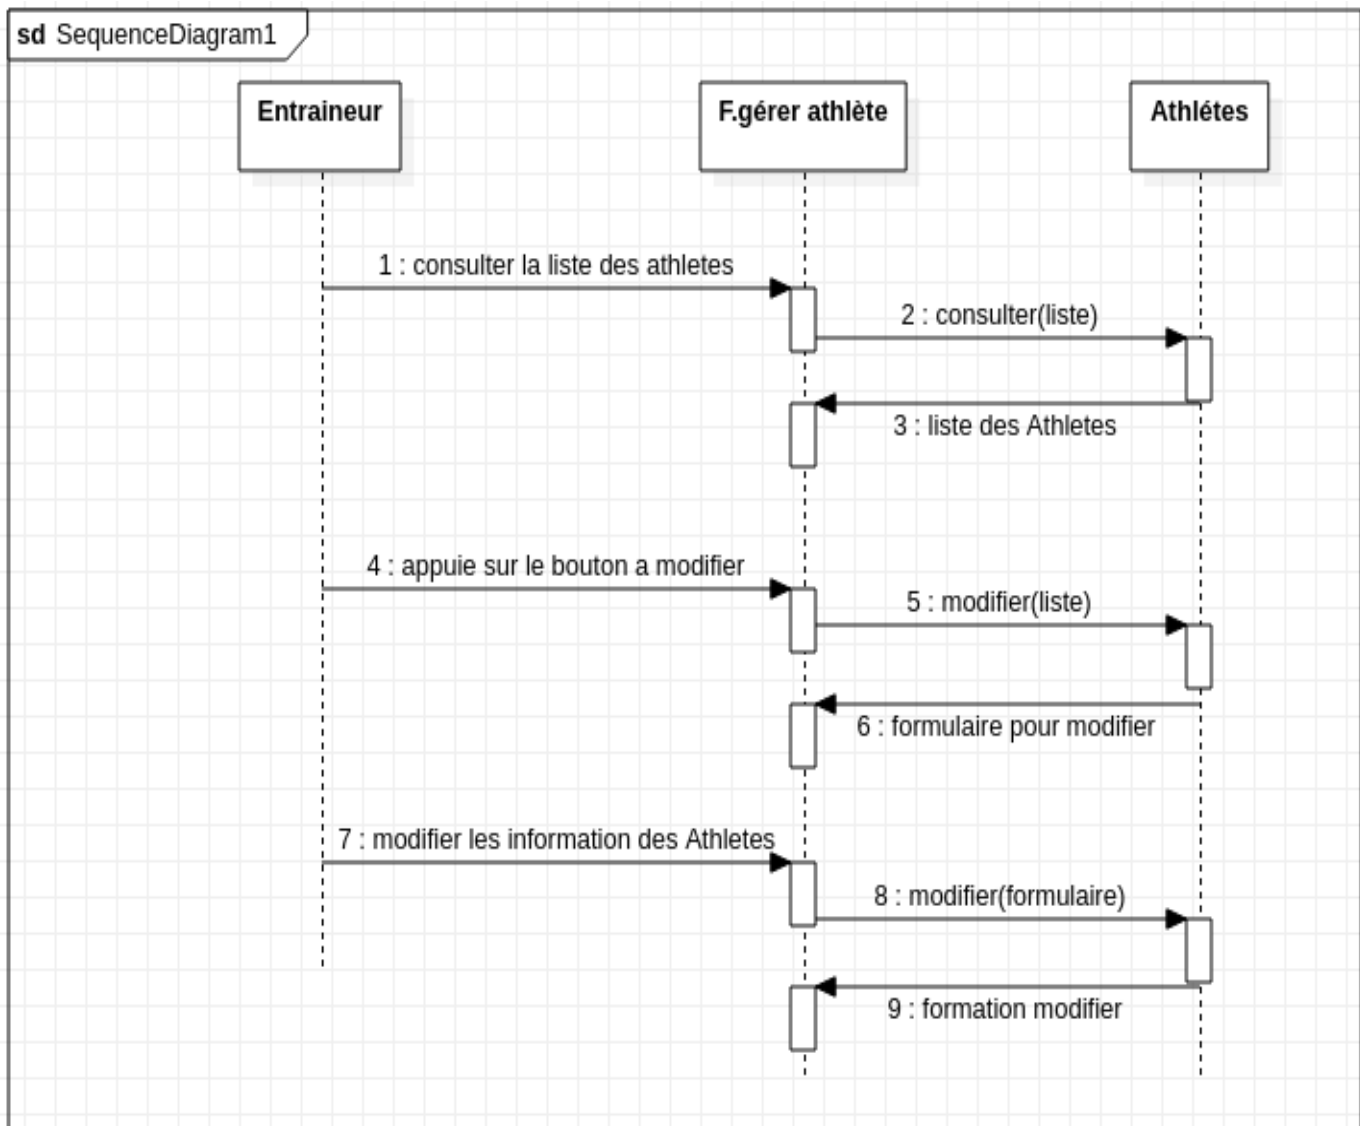 sd SequenceDiagram1
Entraineur
F.gérer athlète
Athlétes
1 : consulter la liste des athletes
2 : consulter(liste)
3 : liste des Athletes
4 : appuie sur le bouton a modifier
5 : modifier(liste)
6 : formulaire pour modifier
7 : modifier les information des Athletes
8 : modifier(formulaire)
9 : formation modifier